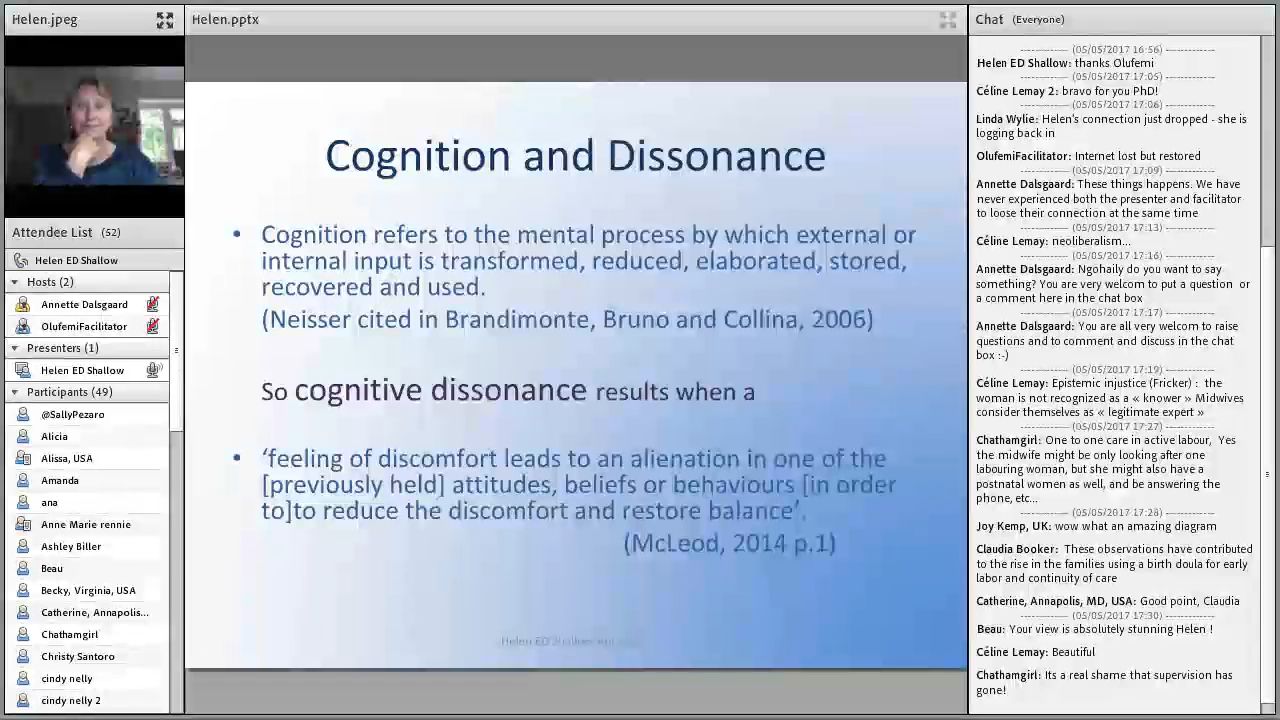 Helen.jpeg
Attendee List (52)
Helen ED Shallow
Hosts (2)
Annette Dalsgaard
OlufemiFacilitator
Presenters (1)
Helen ED Shallow
Participants (49)
@SallyPezaro
Alicia
Alissa, USA
Amanda
ana
Anne Marie rennie
Ashley Biller
Beau
Becky, Virginia, USA
Catherine, Annapolis...
Chathamgirl
Christy Santoro
cindy nelly
cindy nelly 2
Helen.pptx
Cognition and Dissonance
• Cognition refers to the mental process by which external or
internal input is transformed, reduced, elaborated, stored,
recovered and used.
(Neisser cited in Brandimonte, Bruno and Collina, 2006)
So cognitive dissonance results when a
• ‘feeling of discomfort leads to an alienation in one of the
[previously held] attitudes, beliefs or behaviours [in order
to]to reduce the discomfort and restore balance’.
(McLeod, 2014 p.1)
Helen ED Shallow
Chat (Everyone)
------------ (05/05/2017 16:56) ------------
Helen ED Shallow: thanks Olufemi
------------ (05/05/2017 17:05) ------------
Céline Lemay 2: bravo for you PhD!
------------ (05/05/2017 17:06) ------------
Linda Wylie: Helen's connection just dropped - she is
logging back in
OlufemiFacilitator: Internet lost but restored
------------ (05/05/2017 17:09) ------------
Annette Dalsgaard: These things happens. We have
never experienced both the presenter and facilitator
to loose their connection at the same time
------------ (05/05/2017 17:13) ------------
Céline Lemay: neoliberalism...
------------ (05/05/2017 17:16) ------------
Annette Dalsgaard: Ngohaily do you want to say
something? You are very welcom to put a question or
a comment here in the chat box
------------ (05/05/2017 17:17) ------------
Annette Dalsgaard: You are all very welcom to raise
questions and to comment and discuss in the chat
box :-)
------------ (05/05/2017 17:19) ------------
Céline Lemay: Epistemic injustice (Fricker) : the
woman is not recognized as a « knower » Midwives
consider themselves as « legitimate expert »
------------ (05/05/2017 17:27) ------------
Chathamgirl: One to one care in active labour, Yes
the midwife might be only looking after one
labouring woman, but she might also have a
postnatal women as well, and be answering the
phone, etc...
------------ (05/05/2017 17:28) ------------
Joy Kemp, UK: wow what an amazing diagram
Claudia Booker: These observations have contributed
to the rise in the families using a birth doula for early
labor and continuity of care
Catherine, Annapolis, MD, USA: Good point, Claudia
------------ (05/05/2017 17:30) ------------
Beau: Your view is absolutely stunning Helen !
Céline Lemay: Beautiful
Chathamgirl: Its a real shame that supervision has
gone!